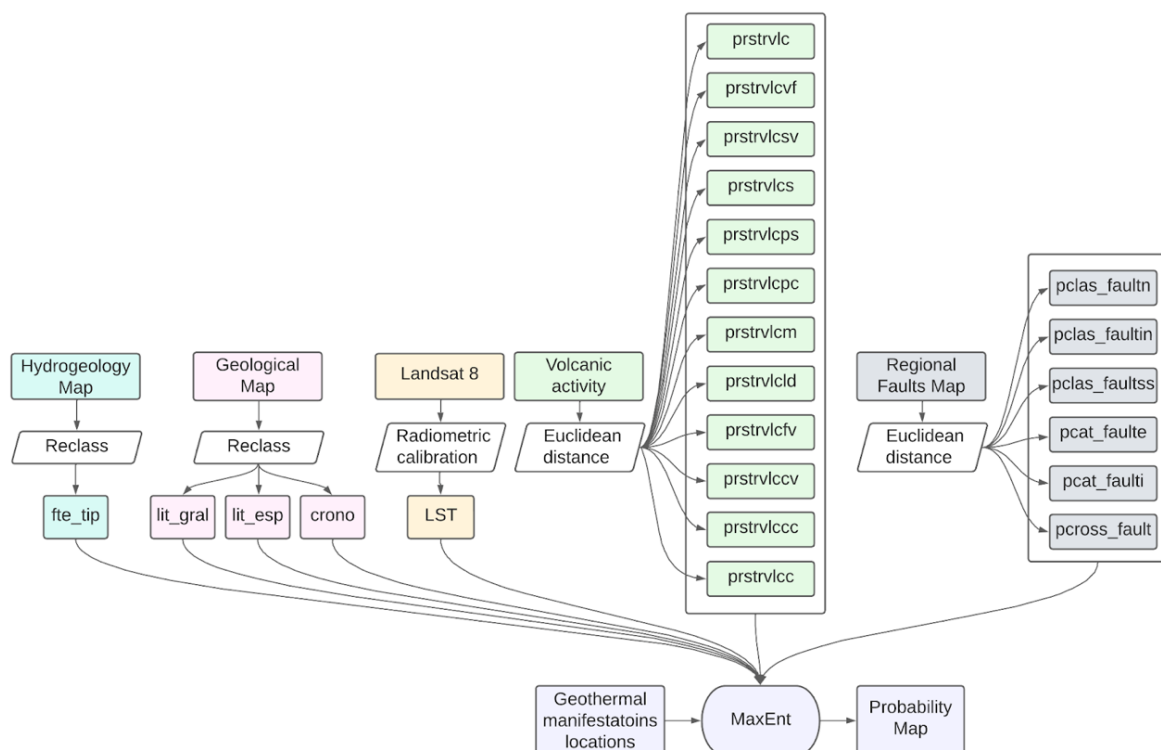 prstrvlc
prstrvlcvf
prstrvlcsv
prstrvlcs
prstrvlcps
prstrvlcpc
prstrvlcm
prstrvlcld
prstrvlcfv
prstrvlccv
prstrvlccc
prstrvlcc
pclas_faultn
pclas_faultin
pclas_faultss
pcat_faulte
pcat_faulti
pcross_fault
Hydrogeology
Map
Geological
Map
Landsat 8
Volcanic
activity
Regional
Faults Map
Reclass
Reclass
Radiometric
calibration
Euclidean
distance
Euclidean
distance
fte_tip
lit_gral
lit_esp
crono
LST
Geothermal
manifestatoins
locations
MaxEnt
Probability
Map